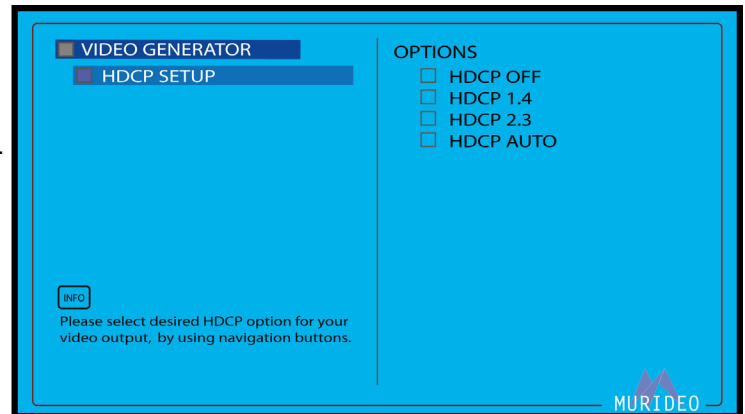 VIDEO GENERATOR
HDCP SETUP
INFO
Please select desired HDCP option for your
video output, by using navigation buttons.
OPTIONS
HDCP OFF
HDCP 1.4
HDCP 2.3
HDCP AUTO
MURIDEO